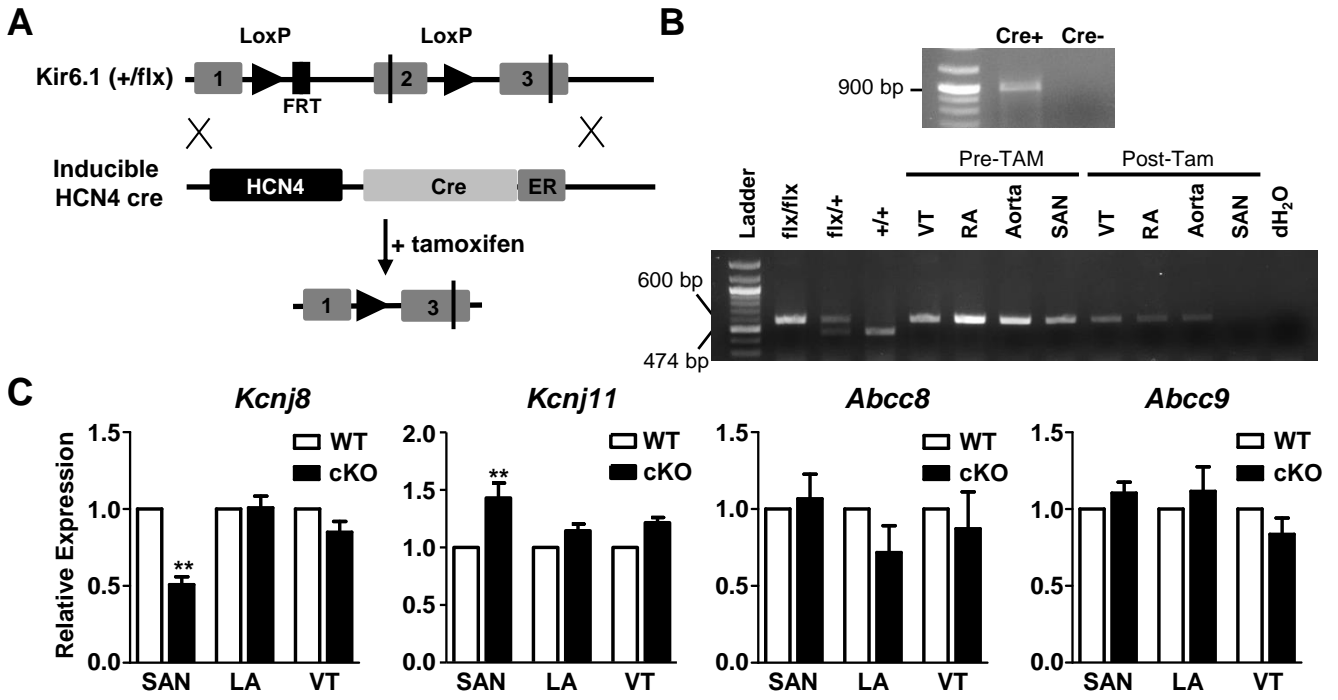 A
LoxP LoxP
Kir6.1 (+/flx) 1 2 3
FRT
Inducible
HCN4 cre
HCN4 Cre ER
+ tamoxifen
1 3
B
Cre+ Cre-
900 bp
Pre-TAM Post-Tam
Ladder flx/flx flx/+ +/+ VT RA Aorta SAN VT RA Aorta SAN dH₂O
600 bp
474 bp
C
Kcnj8
Relative Expression
1.5
1.0
0.5
0.0
WT
cKO
**
SAN LA VT
Kcnj11
2.0
1.5
1.0
0.5
0.0
WT
cKO
**
SAN LA VT
Abcc8
1.5
1.0
0.5
0.0
WT
cKO
SAN LA VT
Abcc9
1.5
1.0
0.5
0.0
WT
cKO
SAN LA VT